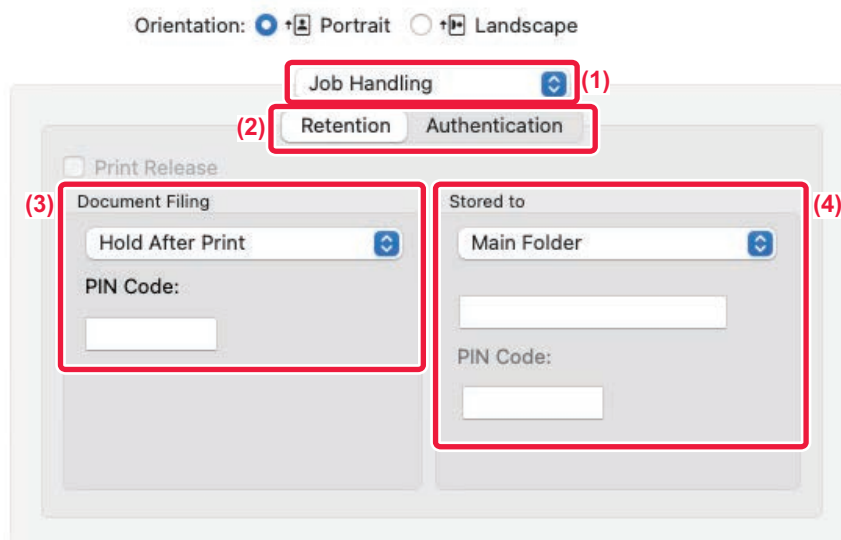 Orientation: Portrait Landscape
Job Handling (1)
(2) Retention Authentication
Print Release
(3) Document Filing
Hold After Print
PIN Code:
Stored to (4)
Main Folder
PIN Code: